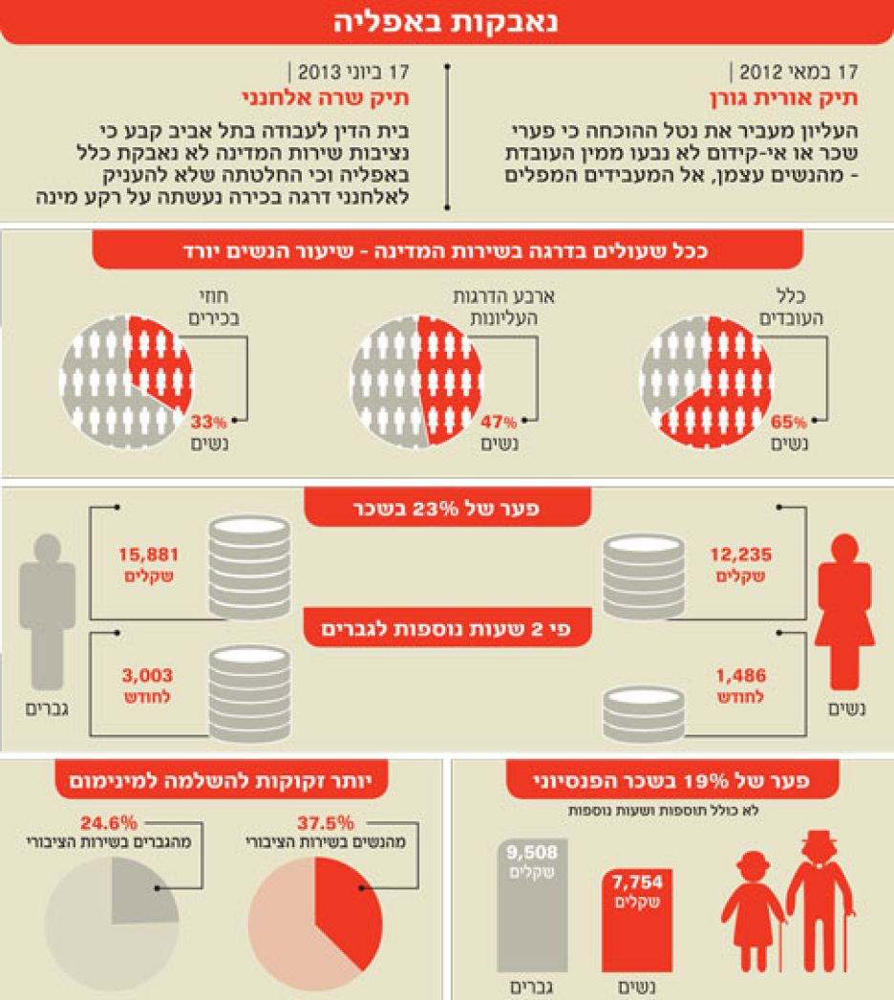 נאבקות באפליה
17 במאי 2012 |
תיק אורית גורן
העליון מעביר את נטל ההוכחה כי פערי
שכר או אי-קידום לא נבעו ממין העובדת
- מהנשים עצמן, אל המעבידים המפלים
17 ביוני 2013 |
תיק שרה אלחנני
בית הדין לעבודה בתל אביב קבע כי
נציבות שירות המדינה לא נאבקת כלל
באפליה וכי החלטתה שלא להעניק
לאלחנני דרגה בכירה נעשתה על רקע מינה
ככל שעולים בדרגה בשירות המדינה - שיעור הנשים יורד
כלל
העובדים
65%
נשים
ארבע הדרגות
העליונות
47%
נשים
חוזי
בכירים
33%
נשים
פער של 23% בשכר
12,235
שקלים
15,881
שקלים
פי 2 שעות נוספות לגברים
1,486
לחודש
3,003
לחודש
נשים
גברים
פער של 19% בשכר הפנסיוני
לא כולל תוספות ושעות נוספות
7,754
שקלים
9,508
שקלים
נשים
גברים
יותר זקוקות להשלמה למינימום
37.5%
מהנשים בשירות הציבורי
24.6%
מהגברים בשירות הציבורי